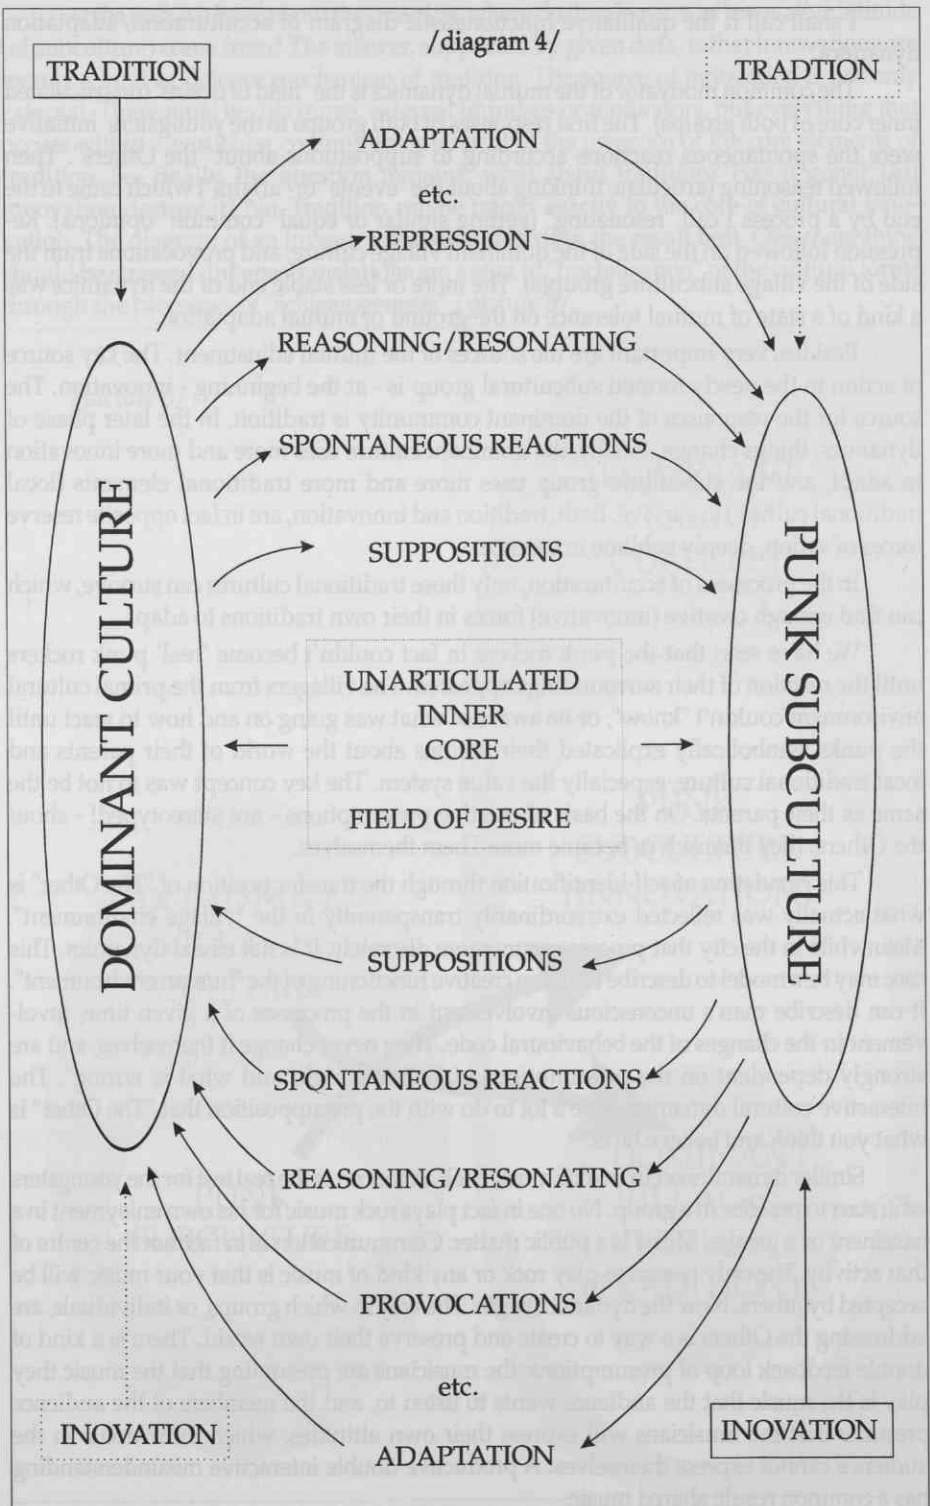 /diagram 4/
TRADITION
TRADTION
ADAPTATION
etc.
REPRESSION
REASONING/RESONATING
SPONTANEOUS REACTIONS
SUPPOSITIONS
DOMINANT CULTURE
UNARTICULATED
INNER
CORE
FIELD OF DESIRE
PUNK SUBCULTURE
SUPPOSITIONS
SPONTANEOUS REACTIONS
REASONING/RESONATING
PROVOCATIONS
etc.
ADAPTATION
INOVATION
INOVATION